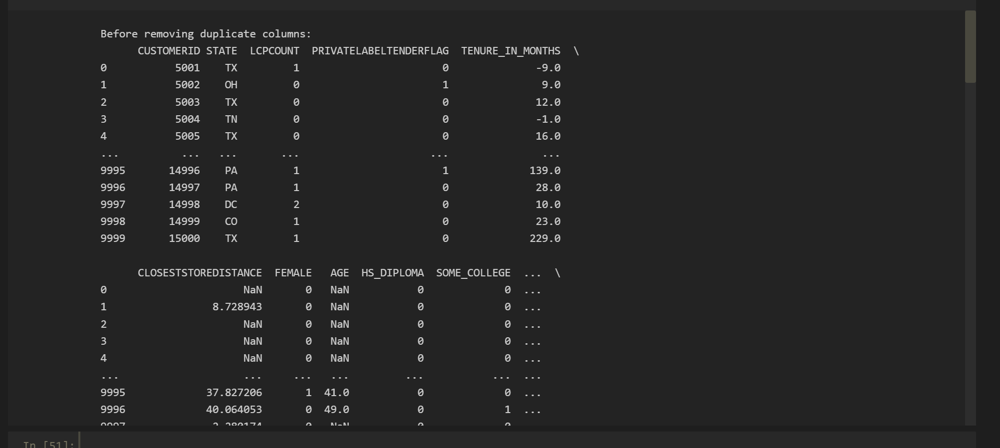 Before removing duplicate columns:
      CUSTOMERID STATE  LCPCOUNT  PRIVATELABELTENDERFLAG  TENURE_IN_MONTHS  \
0           5001    TX         1                       0              -9.0
1           5002    OH         0                       1               9.0
2           5003    TX         0                       0              12.0
3           5004    TN         0                       0              -1.0
4           5005    TX         0                       0              16.0
...          ...   ...       ...                     ...               ...
9995       14996    PA         1                       1             139.0
9996       14997    PA         1                       0              28.0
9997       14998    DC         2                       0              10.0
9998       14999    CO         1                       0              23.0
9999       15000    TX         1                       0             229.0
      CLOSESTSTOREDISTANCE  FEMALE   AGE  HS_DIPLOMA  SOME_COLLEGE  ...  \
0                      NaN       0   NaN           0             0  ...
1                 8.728943       0   NaN           0             0  ...
2                      NaN       0   NaN           0             0  ...
3                      NaN       0   NaN           0             0  ...
4                      NaN       0   NaN           0             0  ...
...                    ...     ...   ...         ...           ...  ...
9995             37.827206       1  41.0           0             0  ...
9996             40.064053       0  49.0           0             1  ...
9997              2.280174       0   NaN           0             0
In [51]: